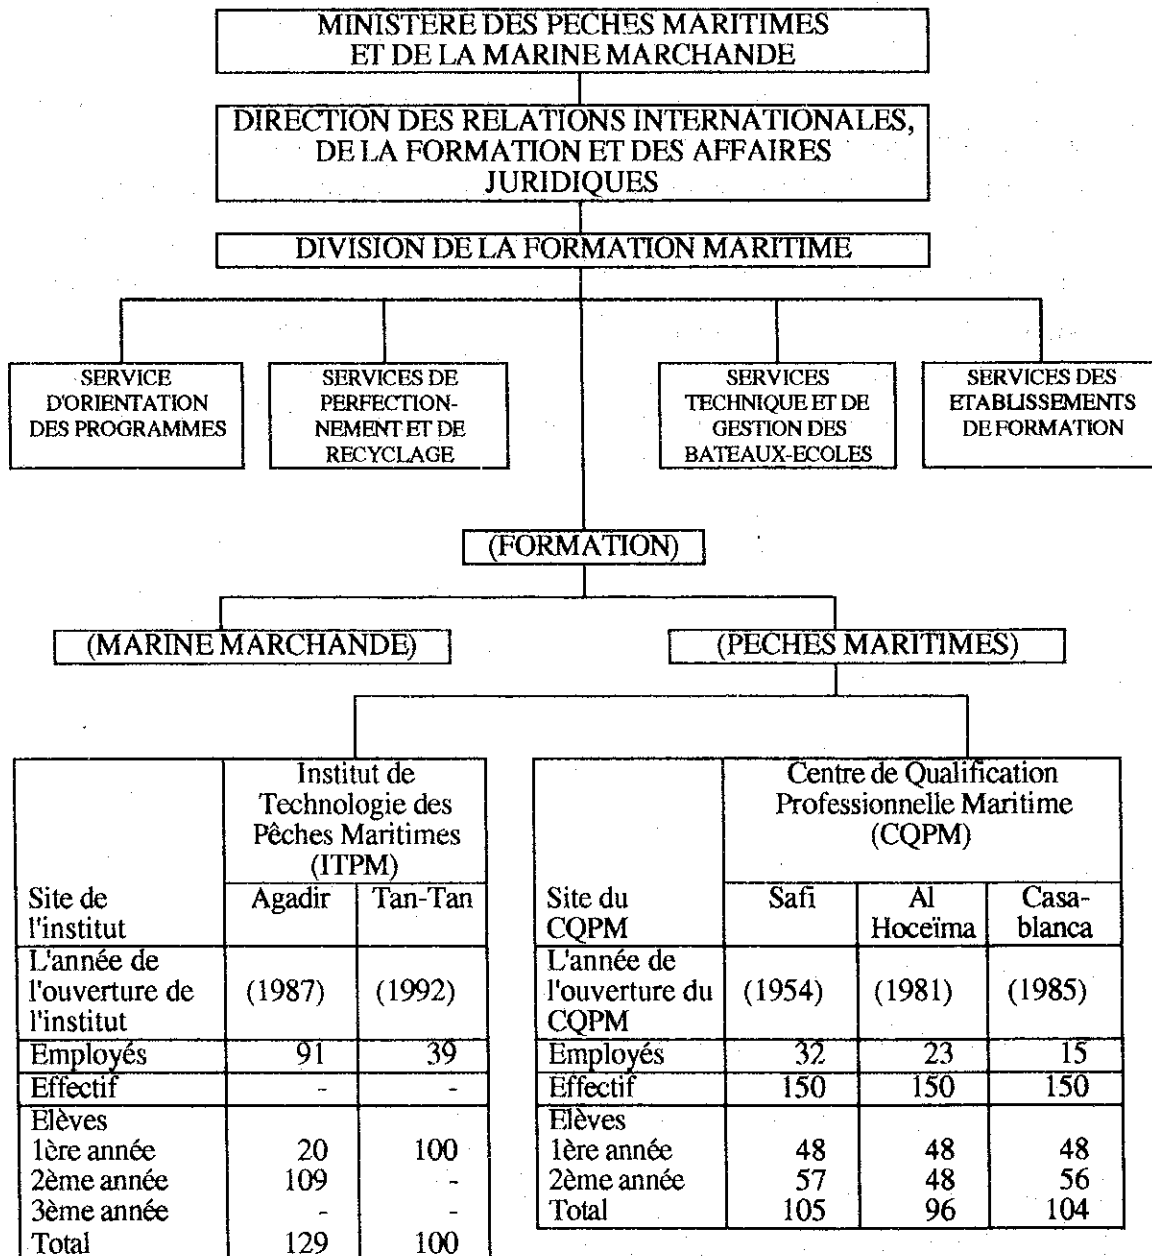 MINISTERE DES PECHES MARITIMES
ET DE LA MARINE MARCHANDE
DIRECTION DES RELATIONS INTERNATIONALES,
DE LA FORMATION ET DES AFFAIRES
JURIDIQUES
DIVISION DE LA FORMATION MARITIME
SERVICE
D'ORIENTATION
DES PROGRAMMES
SERVICES DE
PERFECTION-
NEMENT ET DE
RECYCLAGE
SERVICES
TECHNIQUE ET DE
GESTION DES
BATEAUX-ECOLES
SERVICES DES
ETABLISSEMENTS
DE FORMATION
(FORMATION)
(MARINE MARCHANDE)
(PECHES MARITIMES)
Institut de
Technologie des
Pêches Maritimes
(ITPM)
Site de
l'institut
Agadir Tan-Tan
L'année de
l'ouverture de
l'institut
(1987) (1992)
Employés 91 39
Effectif - -
Elèves
1ère année 20 100
2ème année 109 -
3ème année - -
Total 129 100
Centre de Qualification
Professionnelle Maritime
(CQPM)
Site du
CQPM
Safi
Al
Hoceïma
Casa-
blanca
L'année de
l'ouverture du
CQPM
(1954) (1981) (1985)
Employés 32 23 15
Effectif 150 150 150
Elèves
1ère année 48 48 48
2ème année 57 48 56
Total 105 96 104